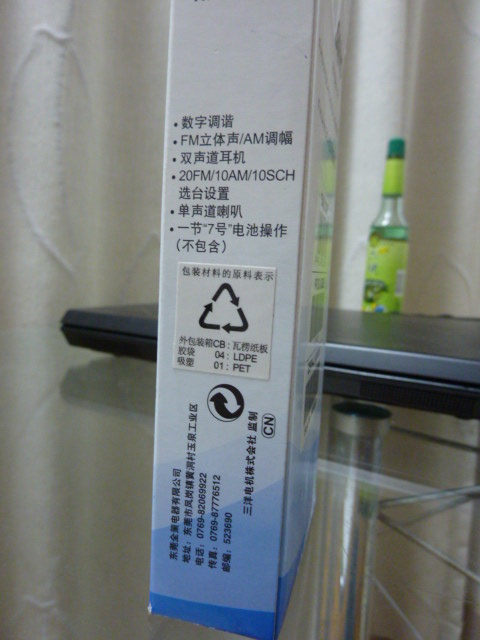 • 数字调谐
• FM立体声/AM调幅
• 双声道耳机
• 20FM/10AM/10SCH
选台设置
• 单声道喇叭
• 一节“7号”电池操作
（不包含）
包装材料的原料表示
外包装箱CB：瓦楞纸板
胶袋 04：LDPE
吸塑 01：PET
三洋电机株式会社 监制 CN
东莞金策电器有限公司
地址：东莞市凤岗镇黄洞村玉泉工业区
电话：0769-82069922
传真：0769-87776512
邮编：523690